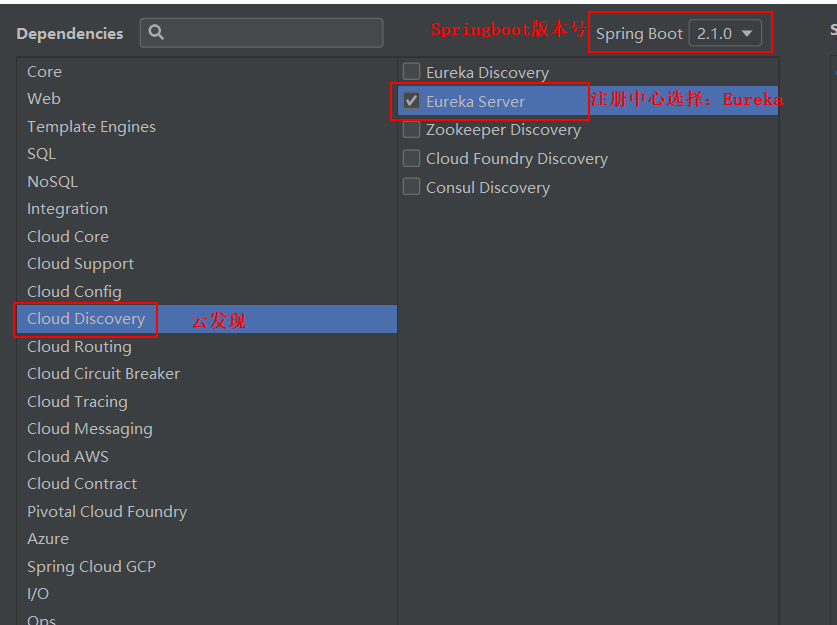 Dependencies
Springboot版本号
Spring Boot 2.1.0
Core
Web
Template Engines
SQL
NoSQL
Integration
Cloud Core
Cloud Support
Cloud Config
Cloud Discovery 云发现
Cloud Routing
Cloud Circuit Breaker
Cloud Tracing
Cloud Messaging
Cloud AWS
Cloud Contract
Pivotal Cloud Foundry
Azure
Spring Cloud GCP
I/O
Ops
Eureka Discovery
Eureka Server 注册中心选择：Eureka
Zookeeper Discovery
Cloud Foundry Discovery
Consul Discovery